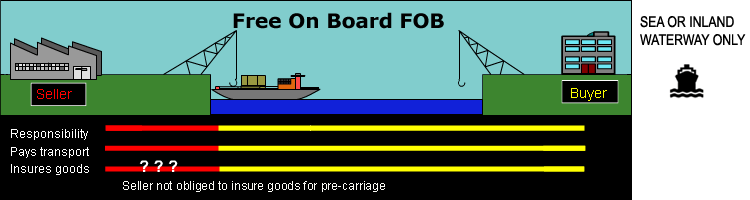 Free On Board FOB
SEA OR INLAND
WATERWAY ONLY
Seller
Buyer
Responsibility
Pays transport
Insures goods
? ? ?
Seller not obliged to insure goods for pre-carriage